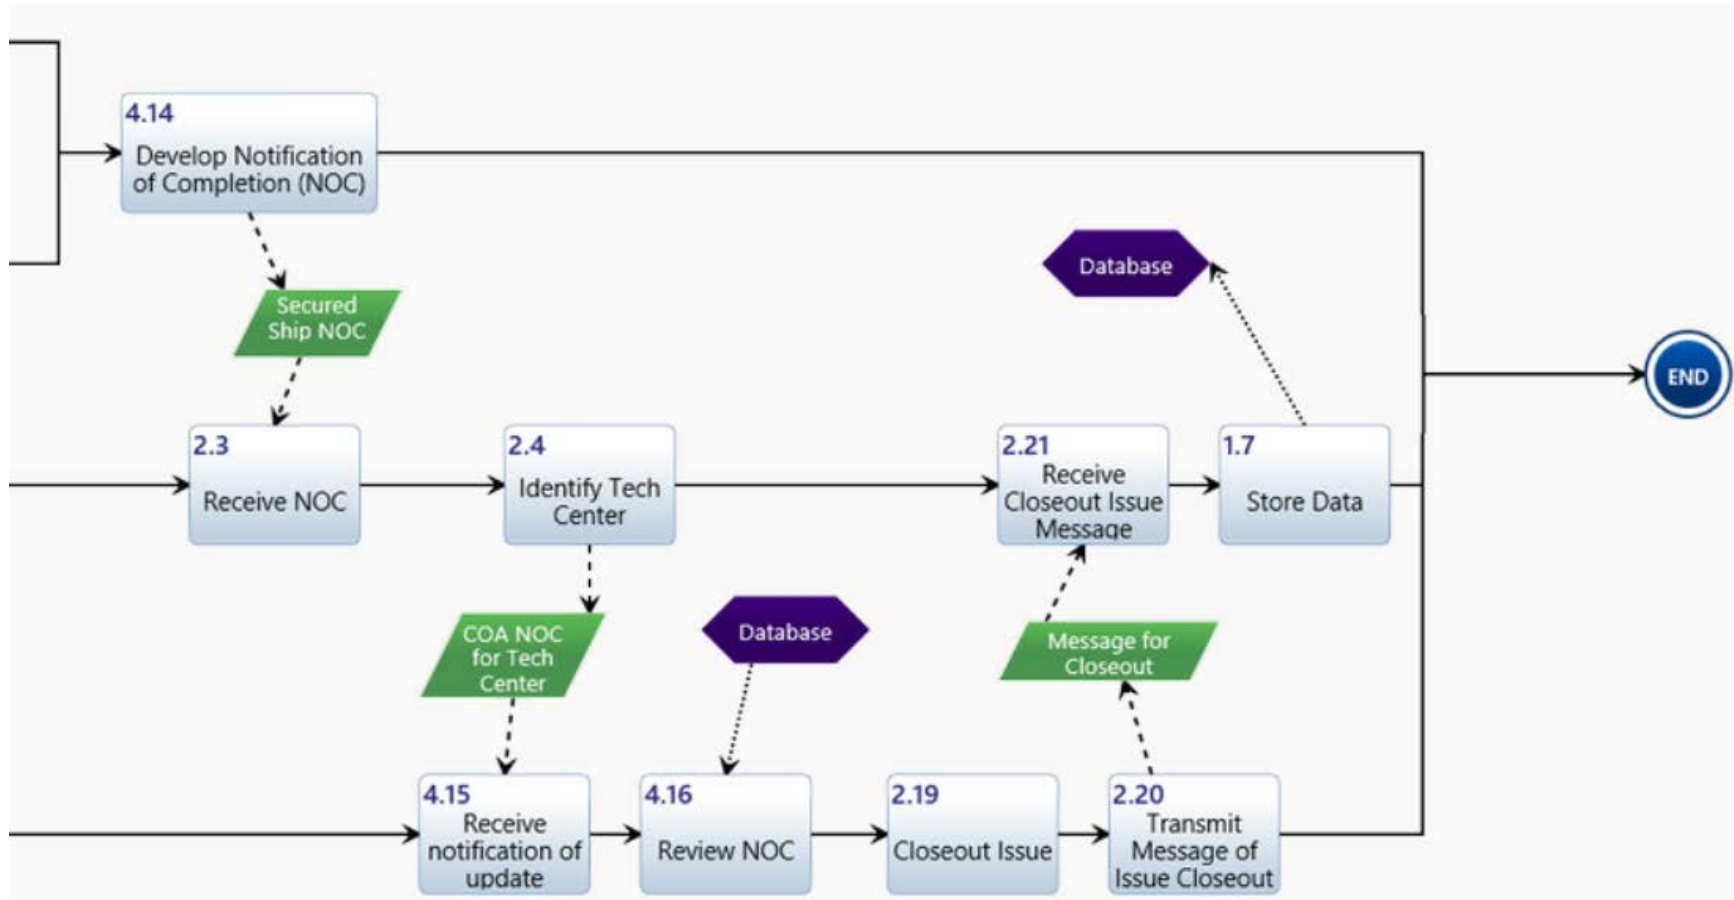 4.14
Develop Notification
of Completion (NOC)
Secured
Ship NOC
Database
END
2.3
Receive NOC
2.4
Identify Tech
Center
2.21
Receive
Closeout Issue
Message
1.7
Store Data
COA NOC
for Tech
Center
Database
Message for
Closeout
4.15
Receive
notification of
update
4.16
Review NOC
2.19
Closeout Issue
2.20
Transmit
Message of
Issue Closeout